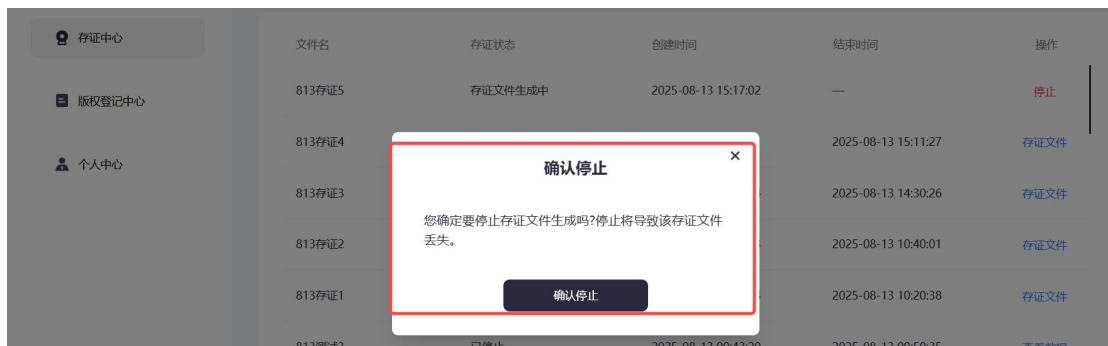 存证中心
文件名 存证状态 创建时间 结束时间 操作
813存证5 存证文件生成中 2025-08-13 15:17:02 — 停止
版权登记中心
813存证4 2025-08-13 15:11:27 存证文件
个人中心
确认停止
813存证3 2025-08-13 14:30:26 存证文件
您确定要停止存证文件生成吗?停止将导致该存证文件
丢失。
813存证2 2025-08-13 10:40:01 存证文件
813存证1 2025-08-13 10:20:38 存证文件
确认停止